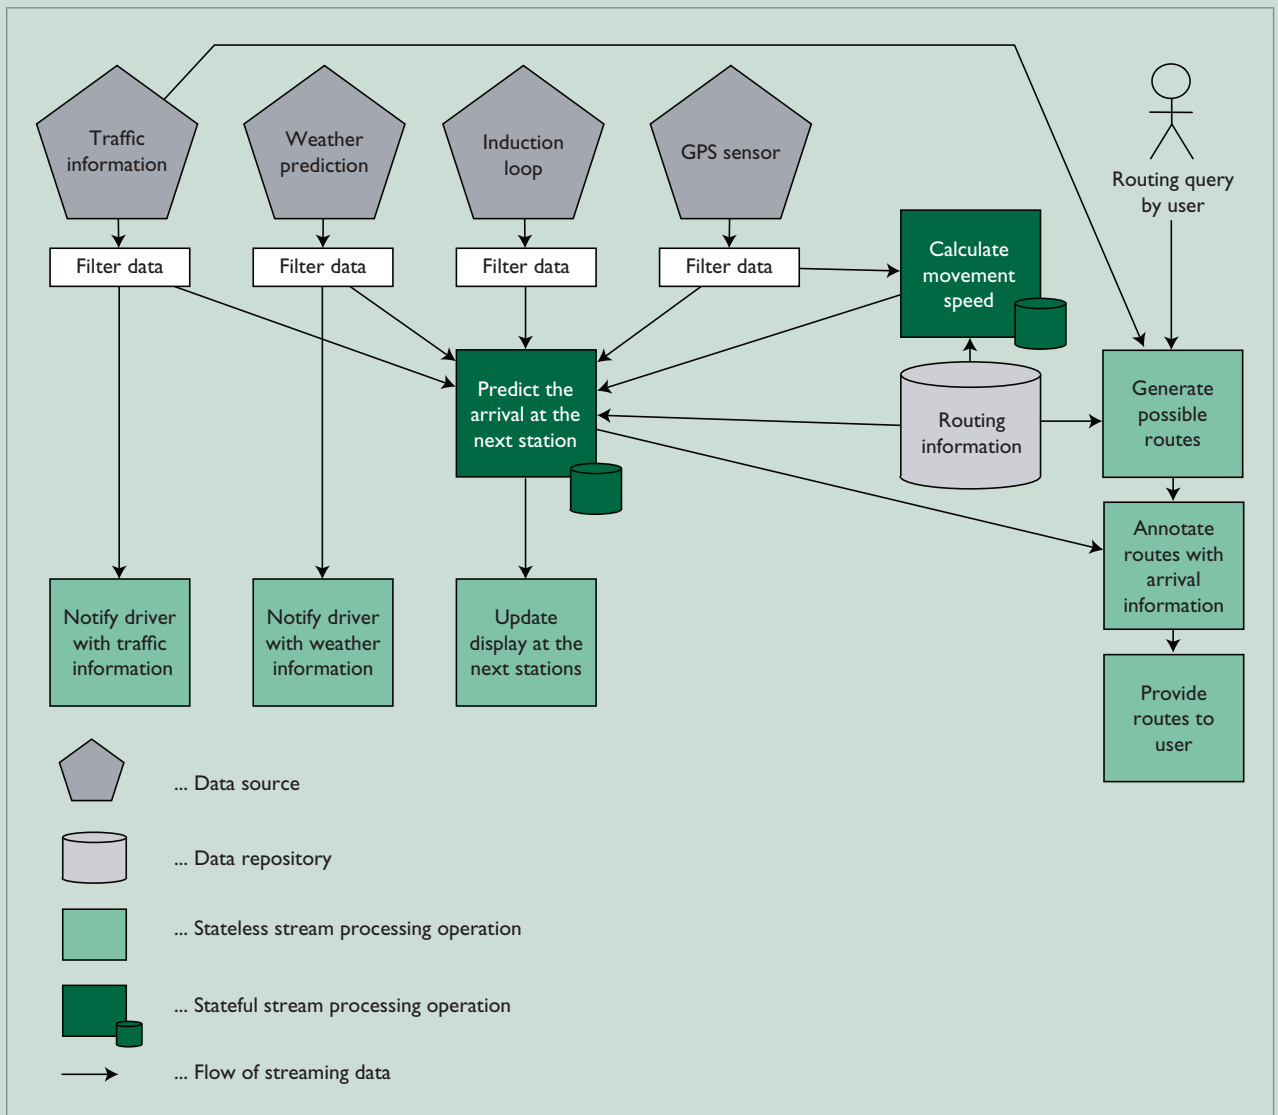 Traffic
information
Weather
prediction
Induction
loop
GPS sensor
Routing query
by user
Filter data
Filter data
Filter data
Filter data
Calculate
movement
speed
Predict the
arrival at the
next station
Routing
information
Generate
possible
routes
Annotate
routes with
arrival
information
Notify driver
with traffic
information
Notify driver
with weather
information
Update
display at the
next stations
Provide
routes to
user
... Data source
... Data repository
... Stateless stream processing operation
... Stateful stream processing operation
... Flow of streaming data